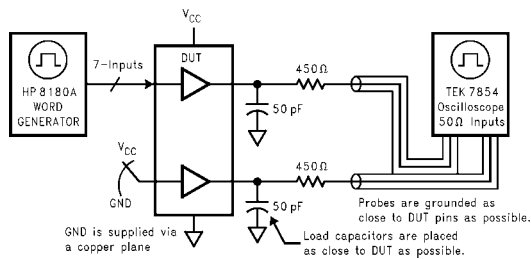 VCC
HP 8180A
WORD
GENERATOR
7-Inputs
DUT
450Ω
50 pF
TEK 7854
Oscilloscope
50Ω Inputs
VCC
GND
450Ω
50 pF
GND is supplied via
a copper plane
Load capacitors are placed
as close to DUT as possible.
Probes are grounded as
close to DUT pins as possible.